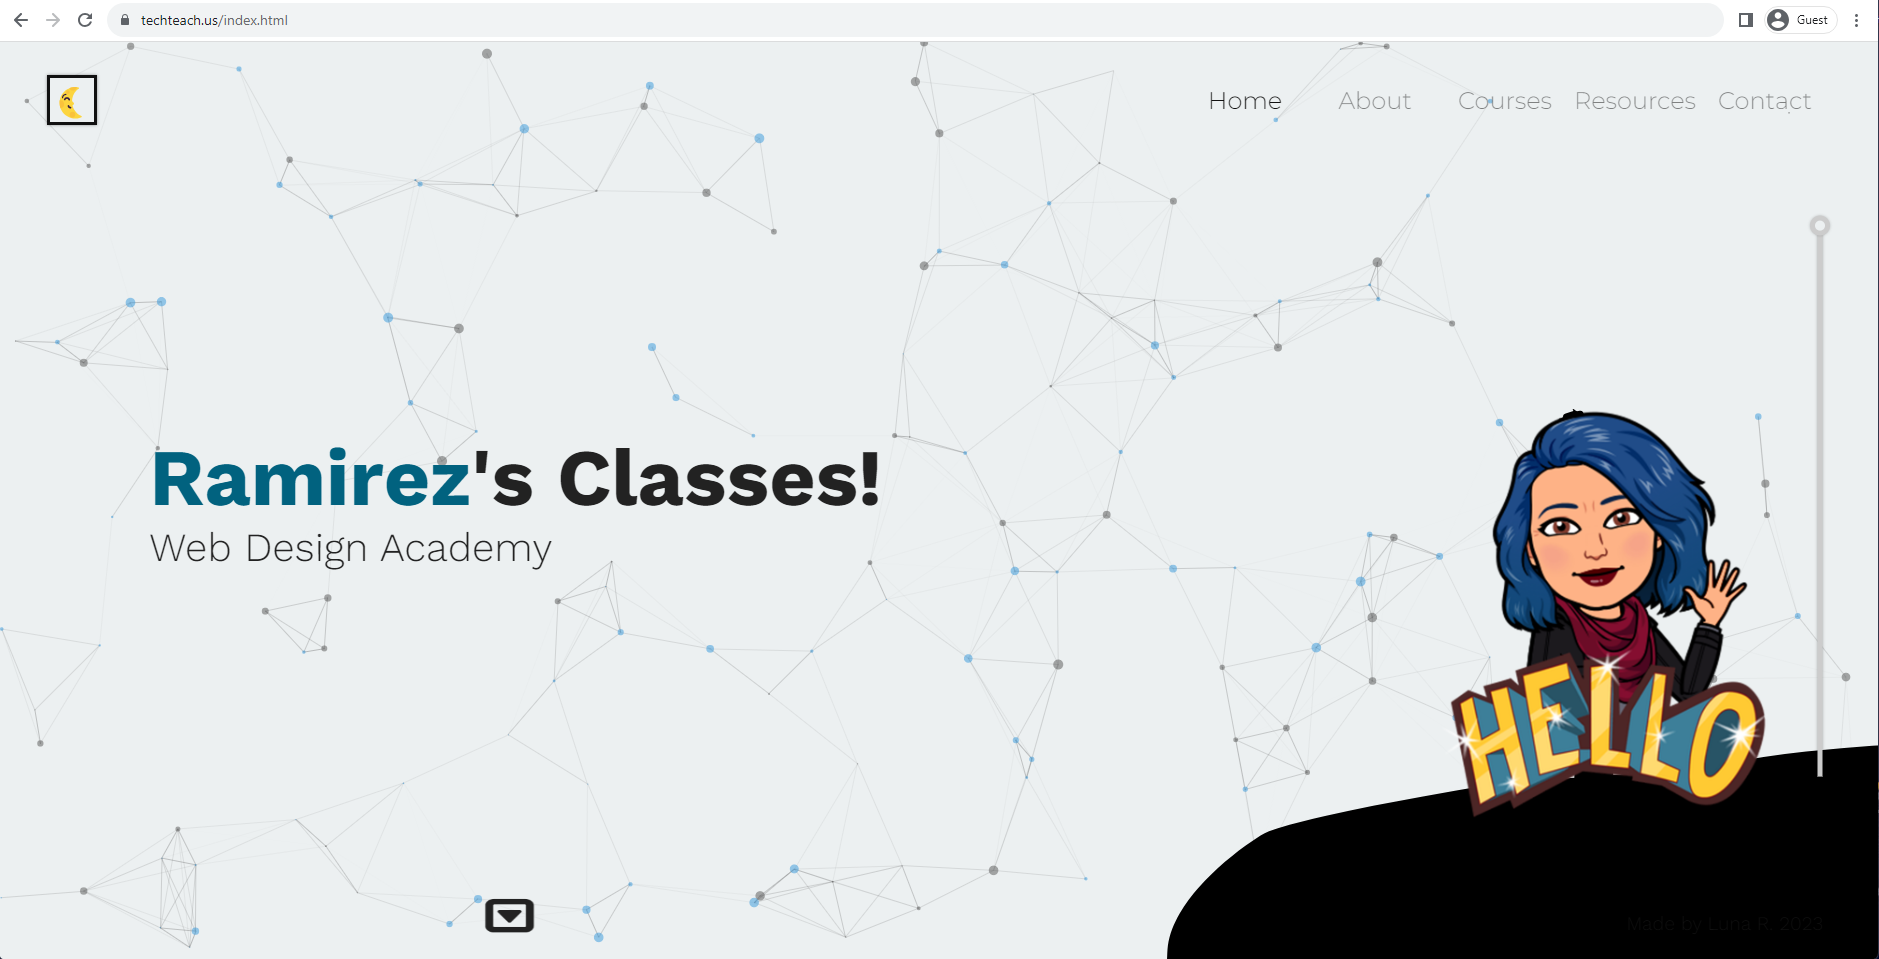 techteach.us/index.html
Guest
Home About Courses Resources Contact
Ramirez's Classes!
Web Design Academy
HELLO
Made by Luna R. 2023